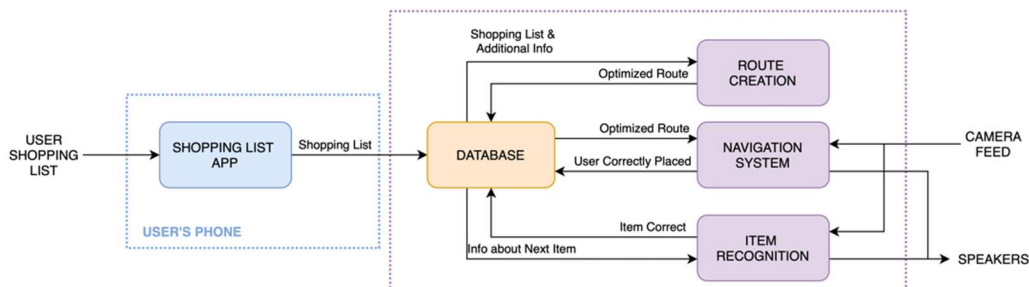 USER
SHOPPING
LIST
SHOPPING LIST
APP
USER'S PHONE
Shopping List
DATABASE
Shopping List &
Additional Info
Optimized Route
ROUTE
CREATION
Optimized Route
User Correctly Placed
NAVIGATION
SYSTEM
Item Correct
Info about Next Item
ITEM
RECOGNITION
CAMERA
FEED
SPEAKERS